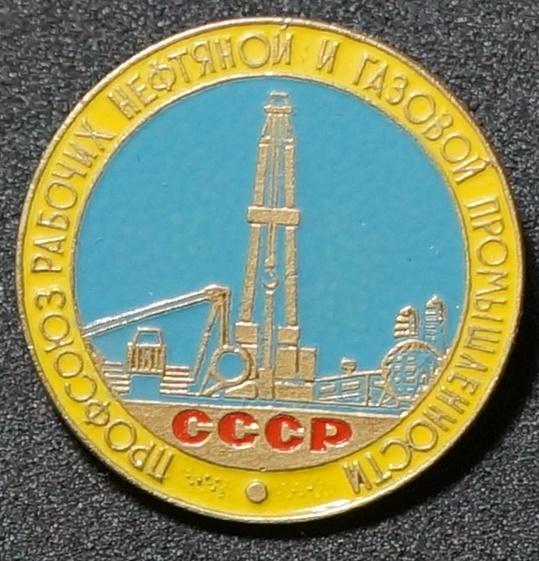 ПРОФСОЮЗ РАБОЧИХ НЕФТЯНОЙ И ГАЗОВОЙ ПРОМЫШЛЕННОСТИ
СССР